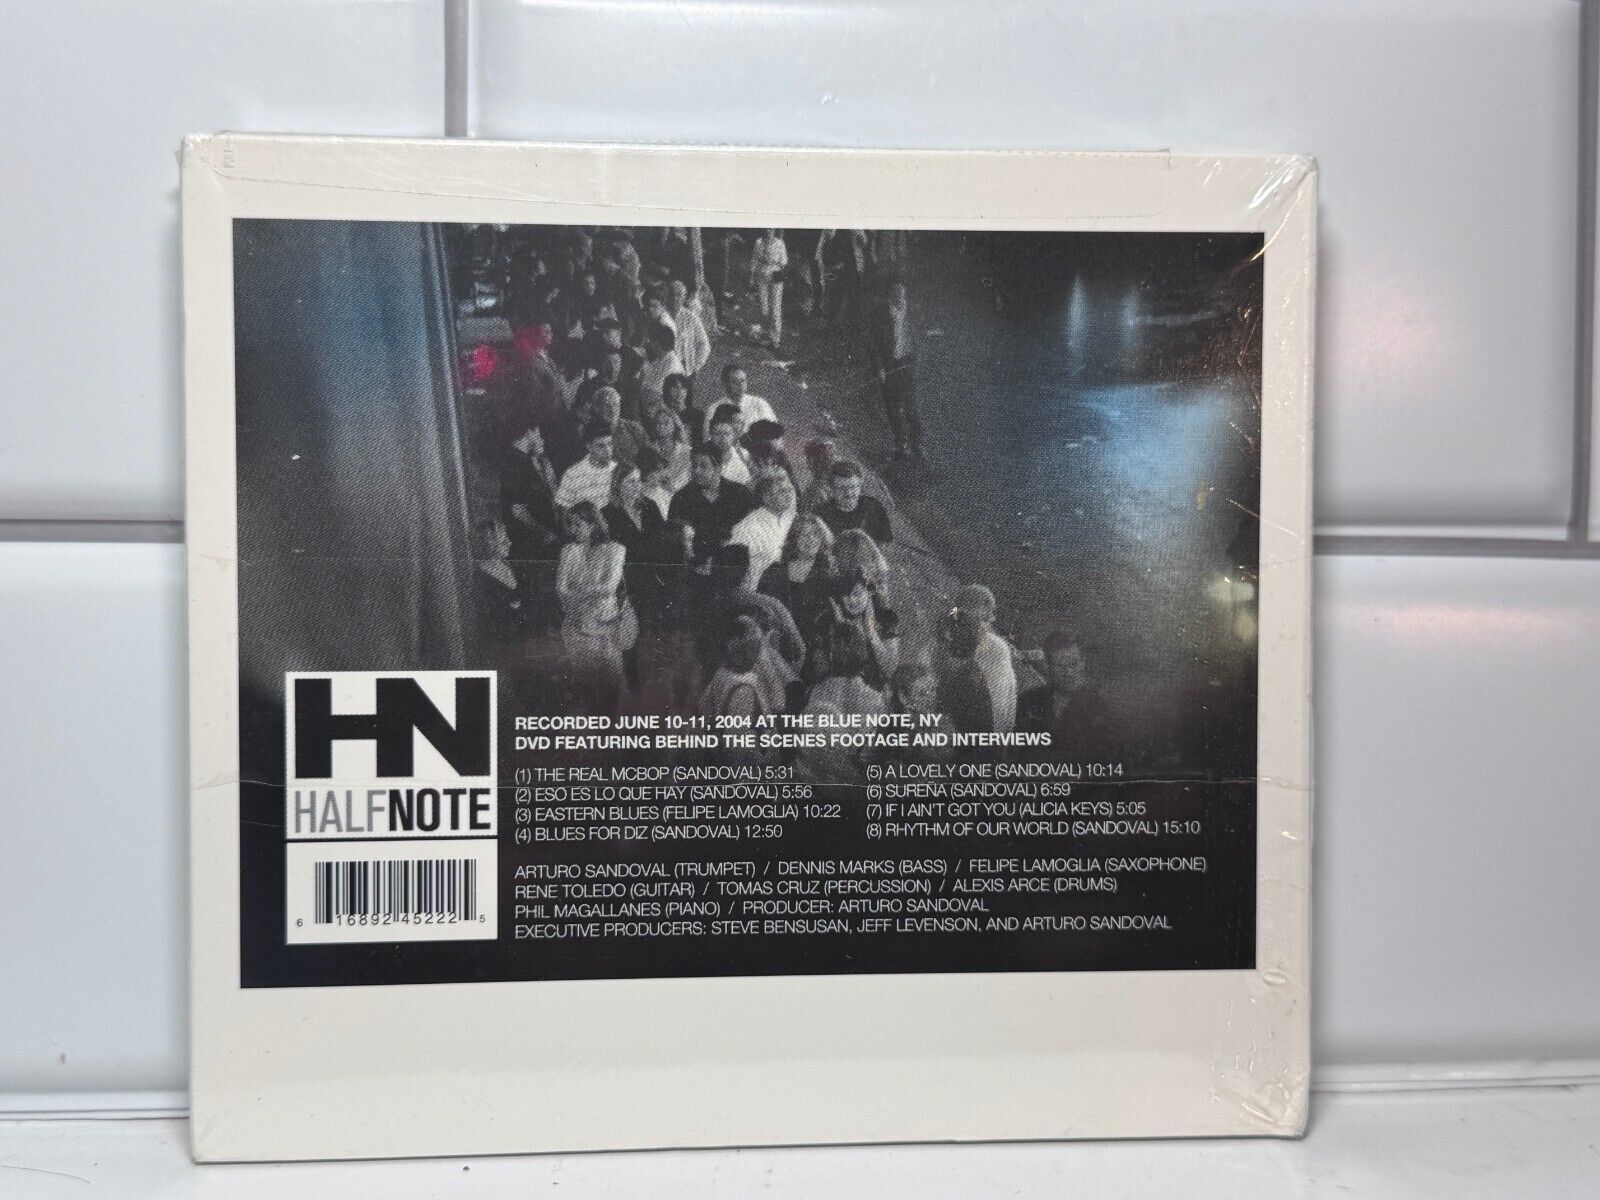 HN
HALFNOTE
6 16892 45222 5
RECORDED JUNE 10-11, 2004 AT THE BLUE NOTE, NY
DVD FEATURING BEHIND THE SCENES FOOTAGE AND INTERVIEWS
(1) THE REAL MCBOP (SANDOVAL) 5:31
(2) ESO ES LO QUE HAY (SANDOVAL) 5:56
(3) EASTERN BLUES (FELIPE LAMOGLIA) 10:22
(4) BLUES FOR DIZ (SANDOVAL) 12:50
(5) A LOVELY ONE (SANDOVAL) 10:14
(6) SUREÑA (SANDOVAL) 6:59
(7) IF I AIN'T GOT YOU (ALICIA KEYS) 5:05
(8) RHYTHM OF OUR WORLD (SANDOVAL) 15:10
ARTURO SANDOVAL (TRUMPET) / DENNIS MARKS (BASS) / FELIPE LAMOGLIA (SAXOPHONE)
RENE TOLEDO (GUITAR) / TOMAS CRUZ (PERCUSSION) / ALEXIS ARCE (DRUMS)
PHIL MAGALLANES (PIANO) / PRODUCER: ARTURO SANDOVAL
EXECUTIVE PRODUCERS: STEVE BENSUSAN, JEFF LEVENSON, AND ARTURO SANDOVAL